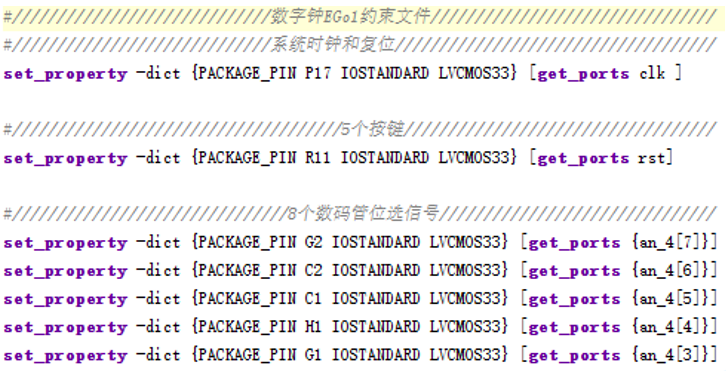 #//////////////////////////////数字钟EGo1约束文件/////////////////////////////////
#//////////////////////////////系统时钟和复位/////////////////////////////////////
set_property -dict {PACKAGE_PIN P17 IOSTANDARD LVCMOS33} [get_ports clk ]
#//////////////////////////////////////5个按键////////////////////////////////////
set_property -dict {PACKAGE_PIN R11 IOSTANDARD LVCMOS33} [get_ports rst]
#////////////////////////////////8个数码管位选信号////////////////////////////////
set_property -dict {PACKAGE_PIN G2 IOSTANDARD LVCMOS33} [get_ports {an_4[7]}]
set_property -dict {PACKAGE_PIN C2 IOSTANDARD LVCMOS33} [get_ports {an_4[6]}]
set_property -dict {PACKAGE_PIN C1 IOSTANDARD LVCMOS33} [get_ports {an_4[5]}]
set_property -dict {PACKAGE_PIN H1 IOSTANDARD LVCMOS33} [get_ports {an_4[4]}]
set_property -dict {PACKAGE_PIN G1 IOSTANDARD LVCMOS33} [get_ports {an_4[3]}]